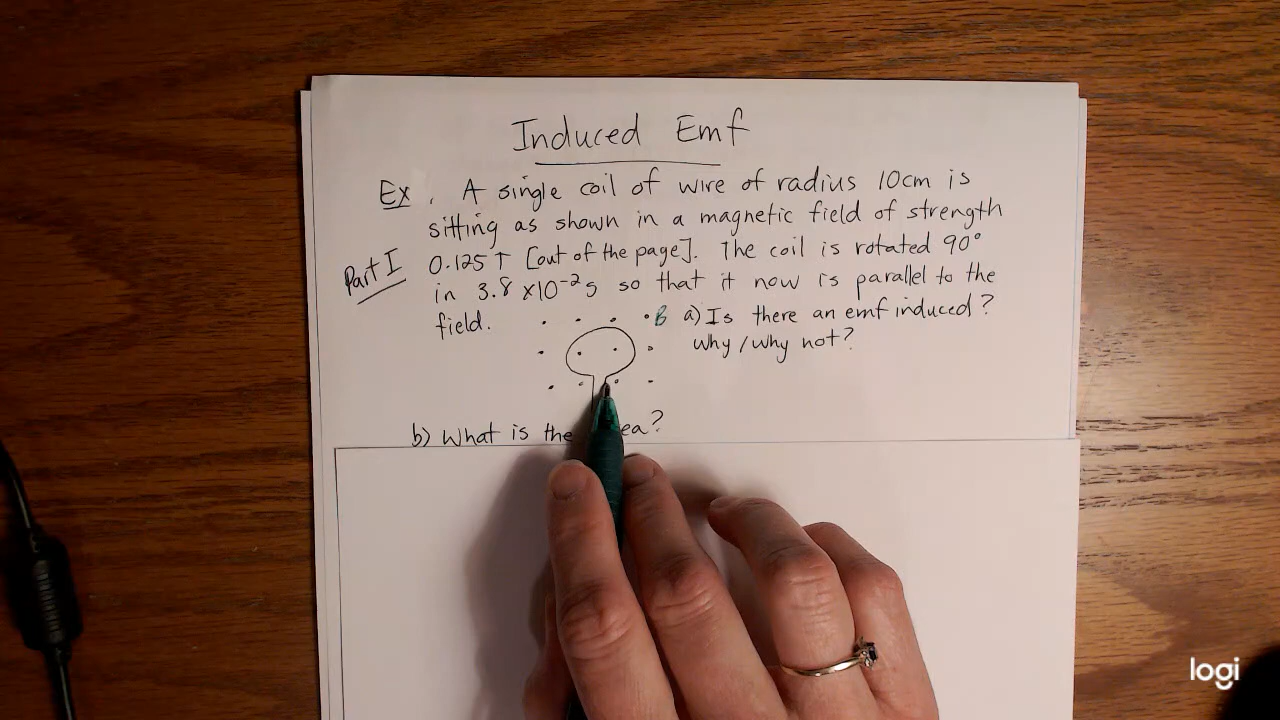 Induced Emf
Ex. A single coil of wire of radius 10cm is
sitting as shown in a magnetic field of strength
Part I
0.125T [out of the page]. The coil is rotated 90°
in 3.8 x10⁻²s so that it now is parallel to the
field.
B
a) Is there an emf induced?
Why / why not?
b) What is the ea?
logi